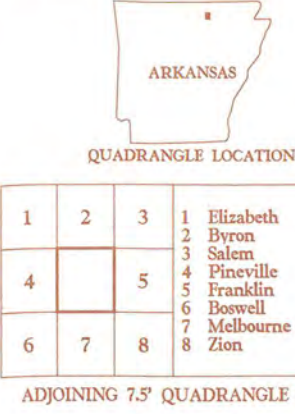 ARKANSAS
QUADRANGLE LOCATION
1 2 3
4 5
6 7 8
1 Elizabeth
2 Byron
3 Salem
4 Pineville
5 Franklin
6 Boswell
7 Melbourne
8 Zion
ADJOINING 7.5' QUADRANGLE